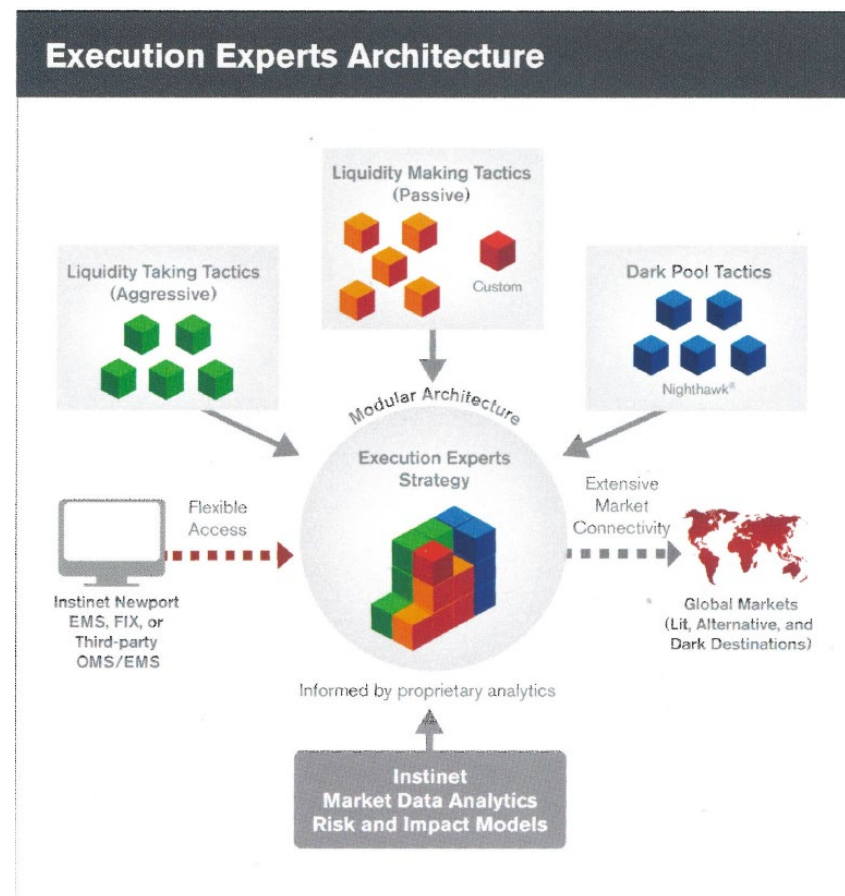 Execution Experts Architecture
Liquidity Making Tactics
(Passive)
Custom
Liquidity Taking Tactics
(Aggressive)
Dark Pool Tactics
Nighthawk®
Modular Architecture
Execution Experts
Strategy
Flexible
Access
Extensive
Market
Connectivity
Instinet Newport
EMS, FIX, or
Third-party
OMS/EMS
Global Markets
(Lit, Alternative, and
Dark Destinations)
Informed by proprietary analytics
Instinet
Market Data Analytics
Risk and Impact Models